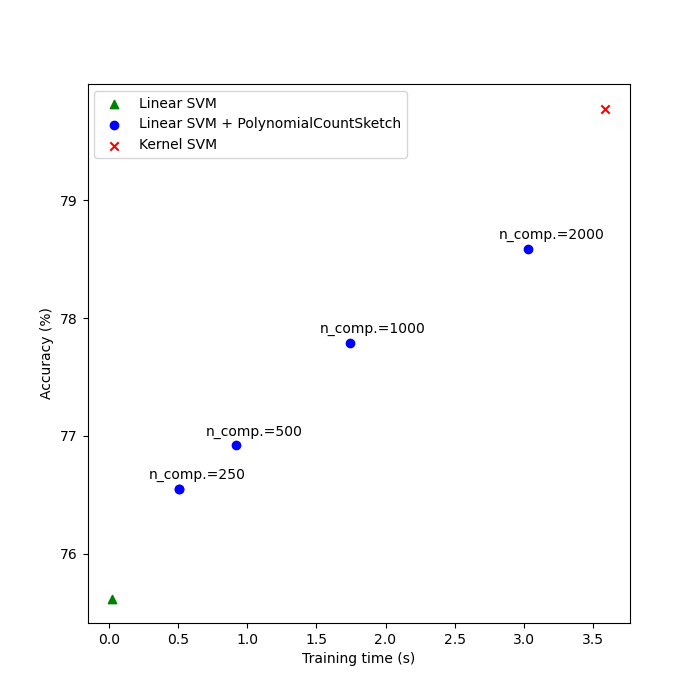 Linear SVM
Linear SVM + PolynomialCountSketch
Kernel SVM
79
n_comp.=2000
78
n_comp.=1000
Accuracy (%)
77
n_comp.=500
n_comp.=250
76
0.0 0.5 1.0 1.5 2.0 2.5 3.0 3.5
Training time (s)